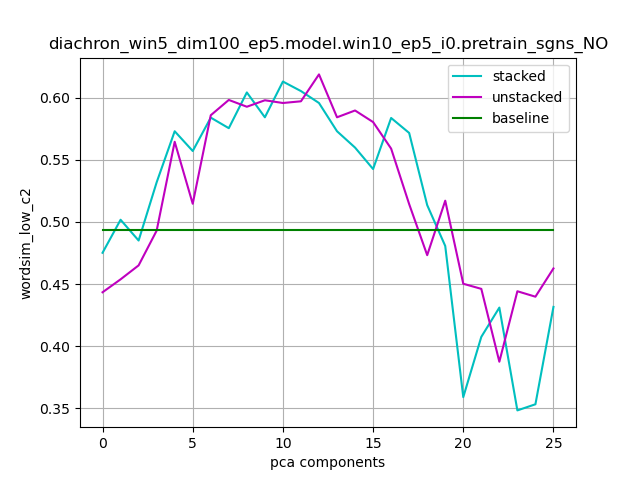 diachron_win5_dim100_ep5.model.win10_ep5_i0.pretrain_sgns_NO
stacked
unstacked
baseline
wordsim_low_c2
0.60
0.55
0.50
0.45
0.40
0.35
0
5
10
15
20
25
pca components